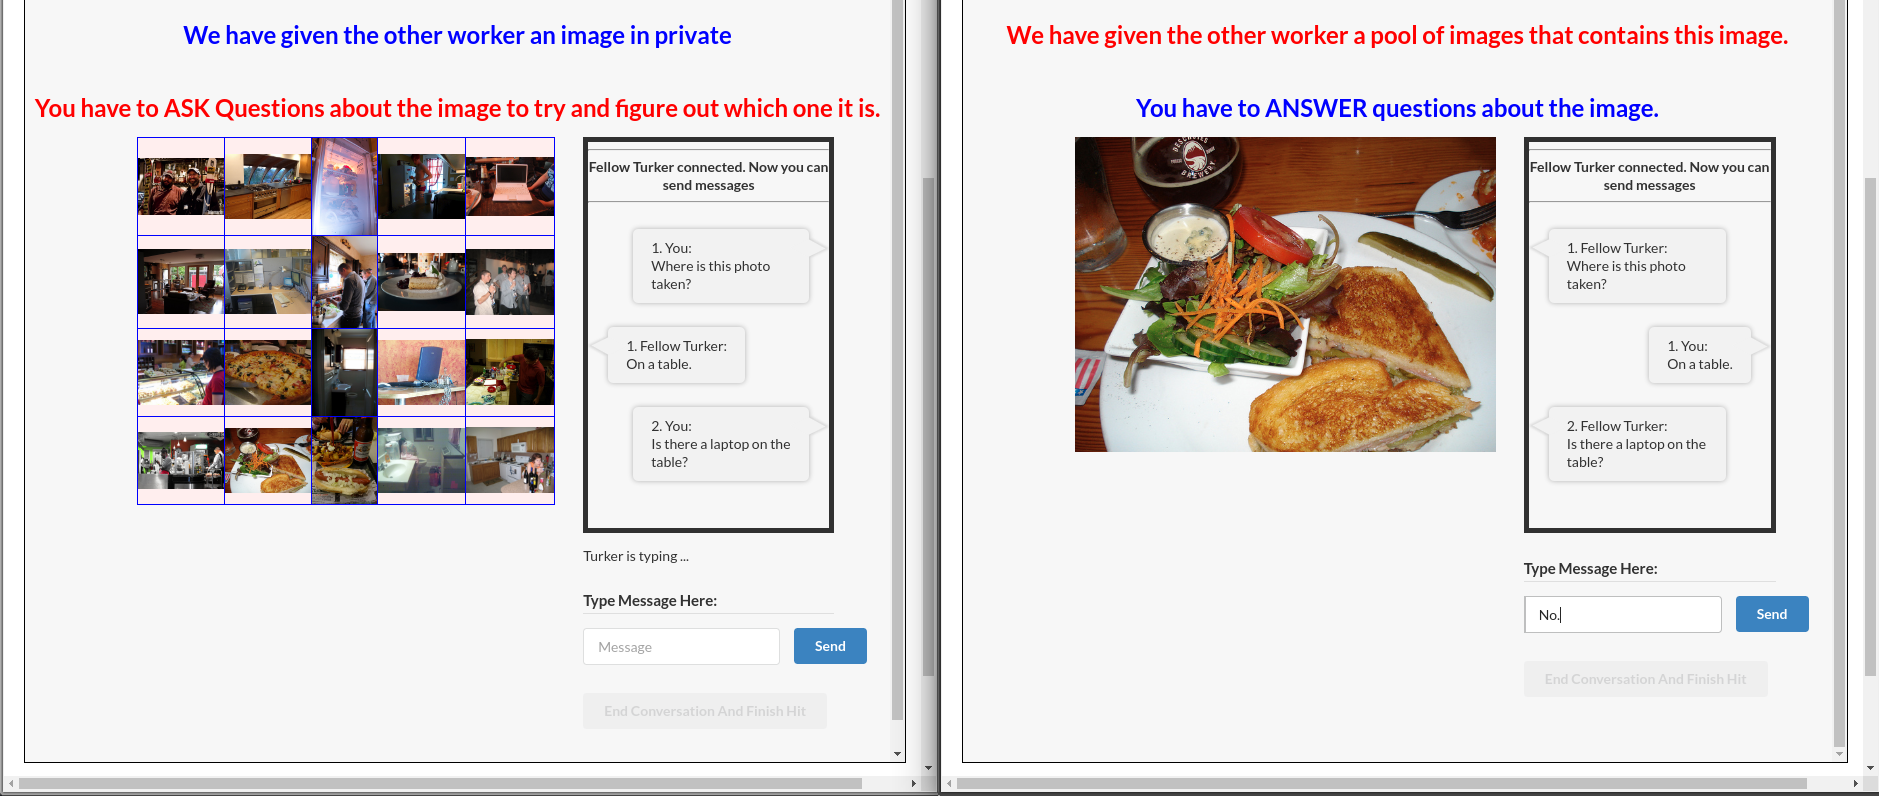 We have given the other worker an image in private
You have to ASK Questions about the image to try and figure out which one it is.
Fellow Turker connected. Now you can
send messages
1. You:
Where is this photo
taken?
1. Fellow Turker:
On a table.
2. You:
Is there a laptop on the
table?
Turker is typing ...
Type Message Here:
Message
Send
End Conversation And Finish Hit
We have given the other worker a pool of images that contains this image.
You have to ANSWER questions about the image.
DESCHUTES
BREWERY
Fellow Turker connected. Now you can
send messages
1. Fellow Turker:
Where is this photo
taken?
1. You:
On a table.
2. Fellow Turker:
Is there a laptop on the
table?
Type Message Here:
No.
Send
End Conversation And Finish Hit